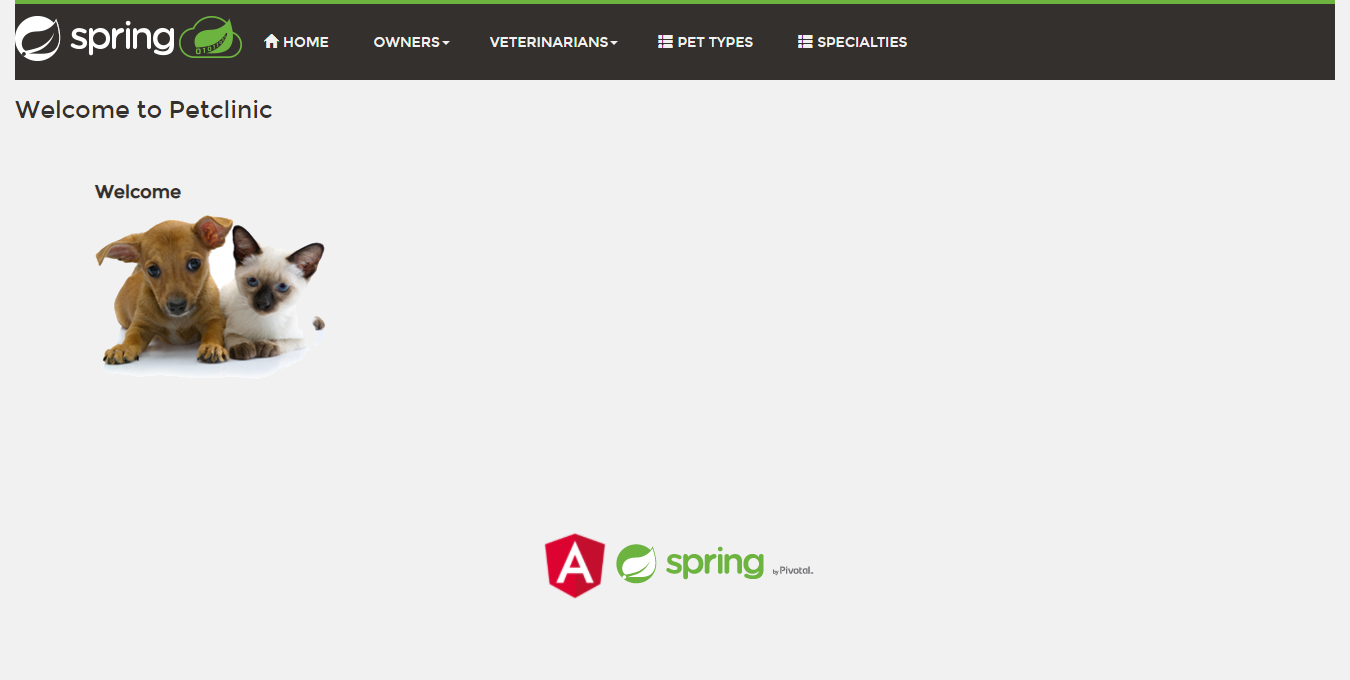 spring HOME OWNERS VETERINARIANS PET TYPES SPECIALTIES
Welcome to Petclinic
Welcome
A spring by Pivotal